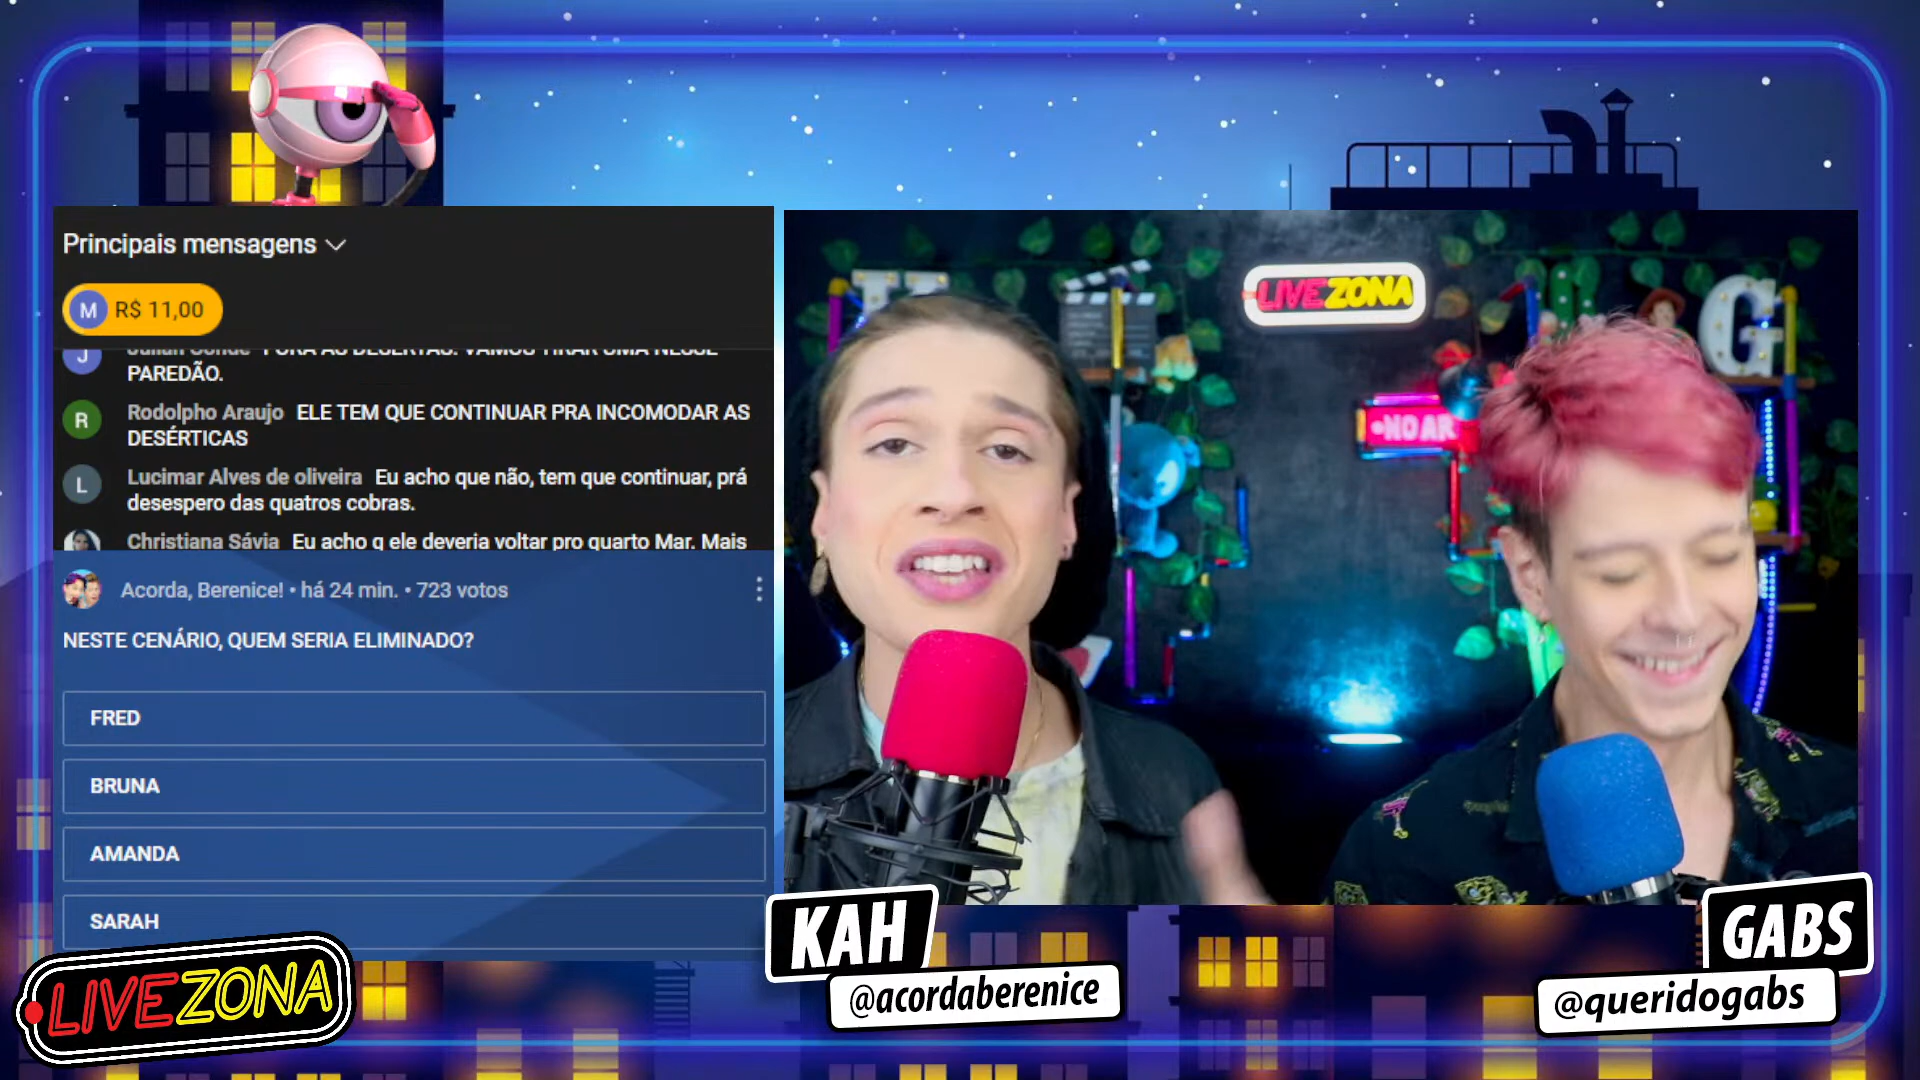 Principais mensagens
M R$ 11,00
J PAREDÃO.
R Rodolpho Araujo ELE TEM QUE CONTINUAR PRA INCOMODAR AS
DESÉRTICAS
L Lucimar Alves de oliveira Eu acho que não, tem que continuar, prá
desespero das quatros cobras.
Christiana Sávia Eu acho q ele deveria voltar pro quarto Mar. Mais
Acorda, Berenice! • há 24 min. • 723 votos
NESTE CENÁRIO, QUEM SERIA ELIMINADO?
FRED
BRUNA
AMANDA
SARAH
LIVEZONA
LIVEZONA
NO AR
G
KAH
@acordaberenice
GABS
@queridogabs